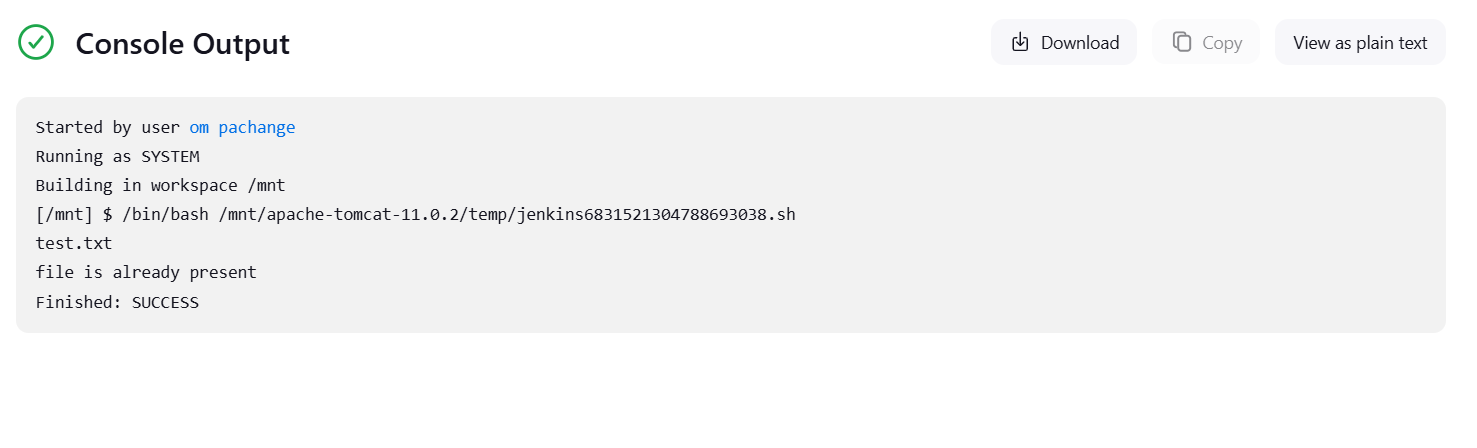 Console Output
Download
Copy
View as plain text
Started by user om pachange
Running as SYSTEM
Building in workspace /mnt
[/mnt] $ /bin/bash /mnt/apache-tomcat-11.0.2/temp/jenkins6831521304788693038.sh
test.txt
file is already present
Finished: SUCCESS